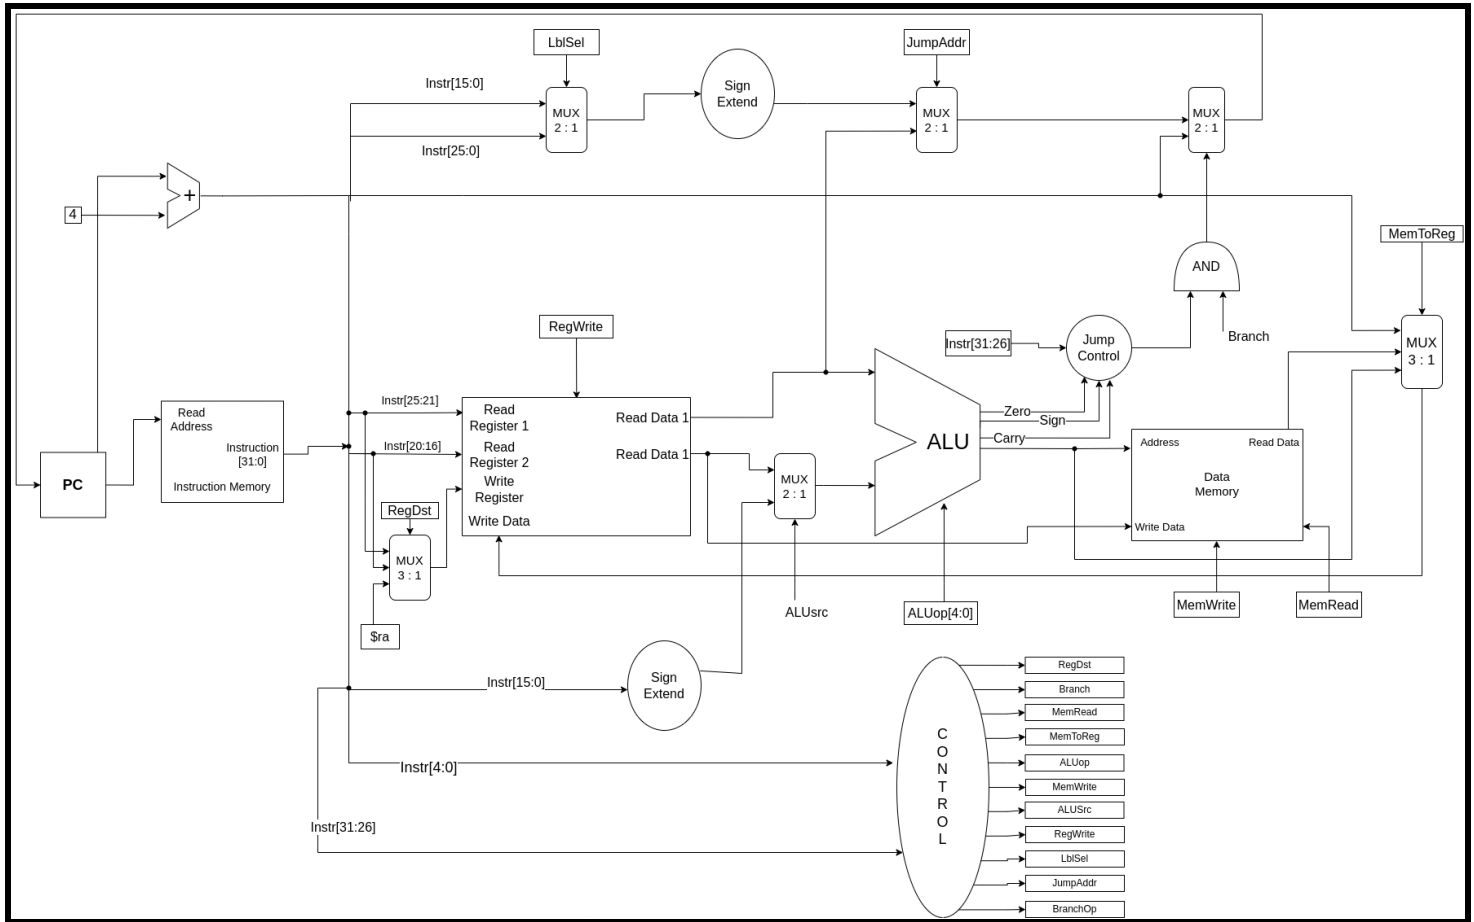 LblSel
JumpAddr
Instr[15:0]
MUX
2 : 1
Sign
Extend
MUX
2 : 1
MUX
2 : 1
Instr[25:0]
+
4
MemToReg
AND
RegWrite
Branch
Instr[31:26]
Jump
Control
MUX
3 : 1
Instr[25:21]
Read
Address
Instruction
[31:0]
Instruction Memory
PC
Instr[20:16]
Read
Register 1
Read
Register 2
Write
Register
Write Data
Read Data 1
Read Data 1
RegDst
MUX
3 : 1
$ra
MUX
2 : 1
ALUsrc
ALU
Zero
Sign
Carry
ALUop[4:0]
Address
Read Data
Data
Memory
Write Data
MemWrite
MemRead
Instr[15:0]
Sign
Extend
Instr[4:0]
Instr[31:26]
C
O
N
T
R
O
L
RegDst
Branch
MemRead
MemToReg
ALUop
MemWrite
ALUSrc
RegWrite
LblSel
JumpAddr
BranchOp